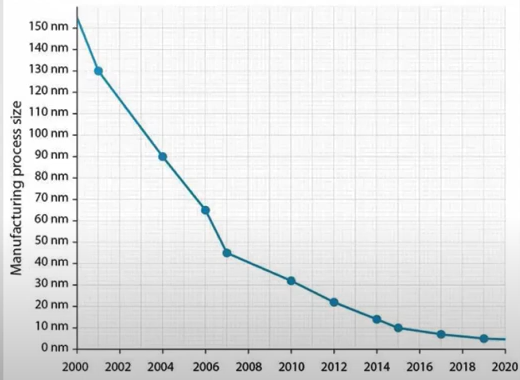 Manufacturing process size
150 nm
140 nm
130 nm
120 nm
110 nm
100 nm
90 nm
80 nm
70 nm
60 nm
50 nm
40 nm
30 nm
20 nm
10 nm
0 nm
2000 2002 2004 2006 2008 2010 2012 2014 2016 2018 2020